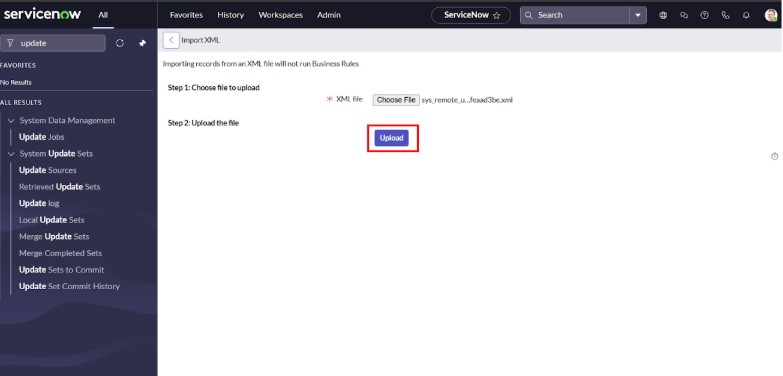 servicenow All Favorites History Workspaces Admin ServiceNow Search
update
Import XML
FAVORITES
No Results
ALL RESULTS
System Data Management
Update Jobs
System Update Sets
Update Sources
Retrieved Update Sets
Update log
Local Update Sets
Merge Update Sets
Merge Completed Sets
Update Sets to Commit
Update Set Commit History
Importing records from an XML file will not run Business Rules
Step 1: Choose file to upload
* XML file Choose File sys_remote_u...feaad3be.xml
Step 2: Upload the file
Upload